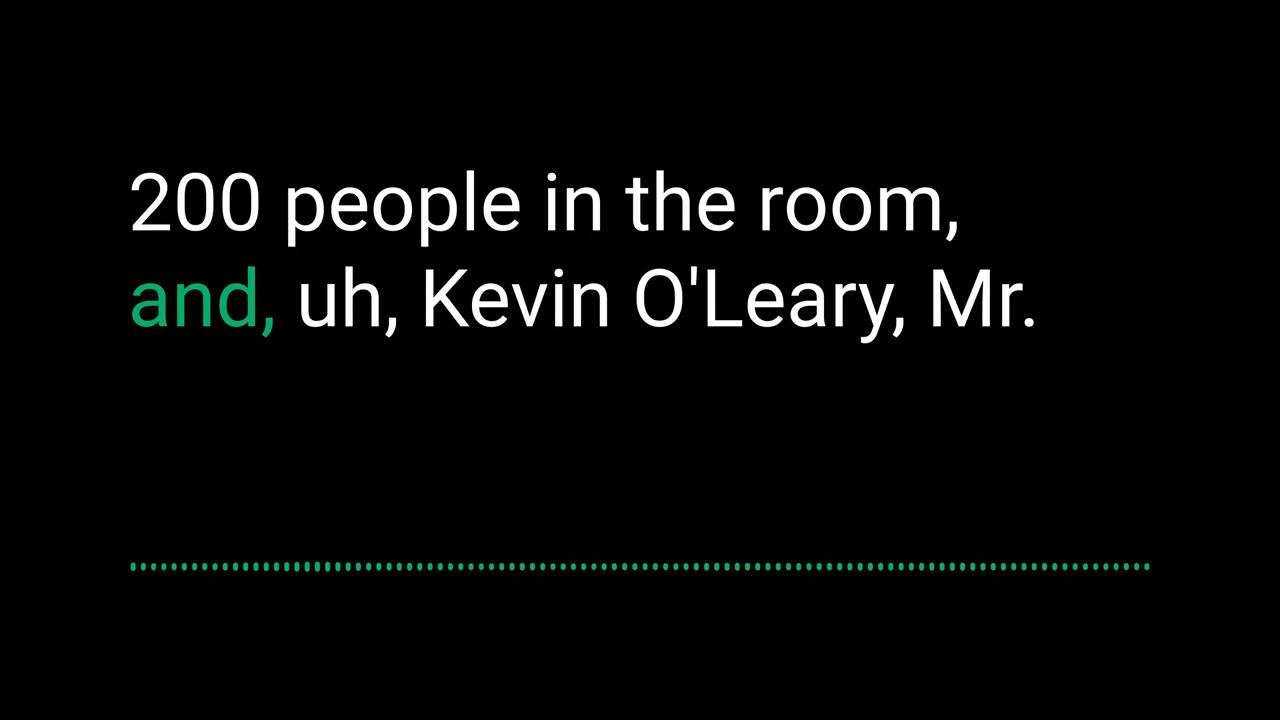 200 people in the room,
and, uh, Kevin O'Leary, Mr.